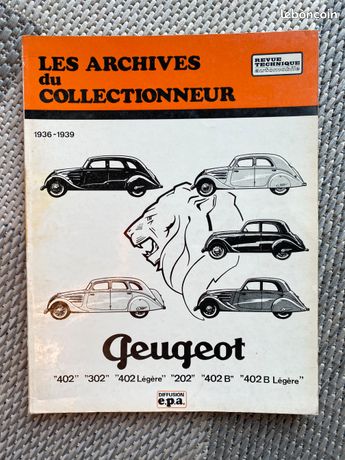 leboncoin
LES ARCHIVES
du
COLLECTIONNEUR
REVUE
TECHNIQUE
automobile
1936-1939
Peugeot
"402" "302" "402 Légère" "202" "402 B" "402 B Légère"
DIFFUSION
e.p.a.